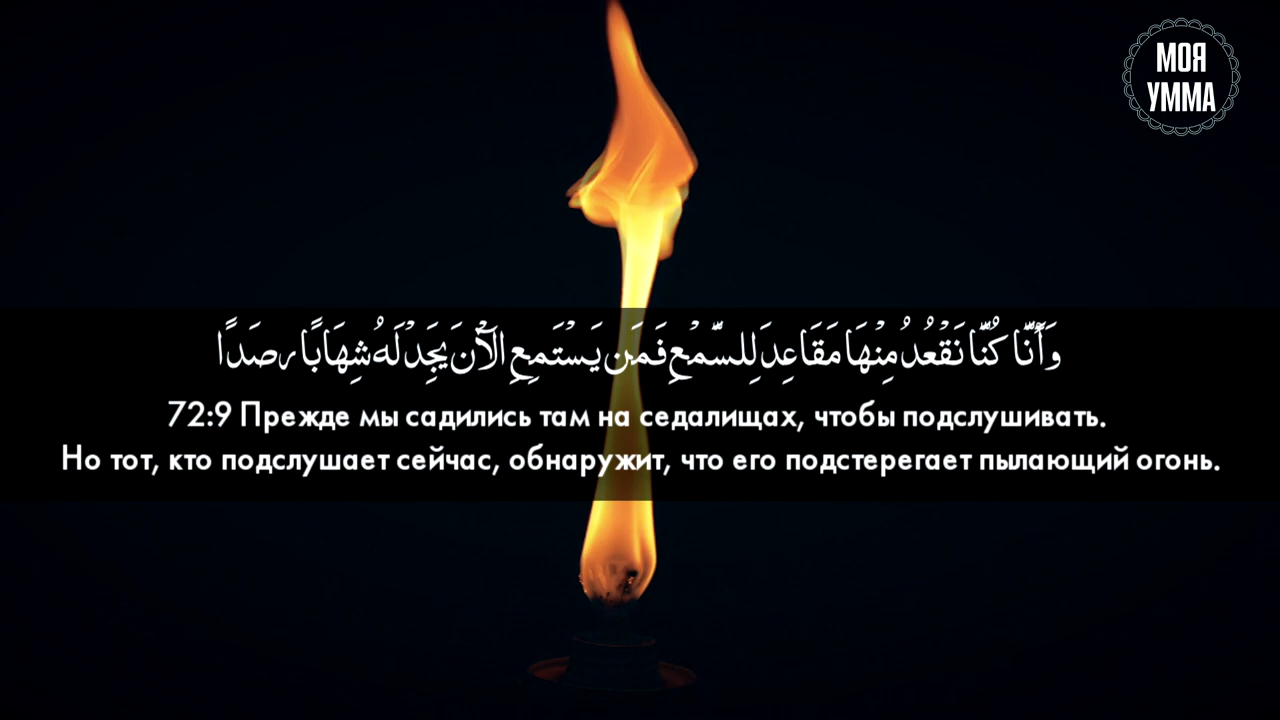 МОЯ
УММА
وَأَنَّا كُنَّا نَقْعُدُ مِنْهَا مَقَاعِدَ لِلسَّمْعِ فَمَن يَسْتَمِعِ الْآنَ يَجِدْ لَهُ شِهَابًا رَصَدًا
72:9 Прежде мы садились там на седалищах, чтобы подслушивать.
Но тот, кто подслушает сейчас, обнаружит, что его подстерегает пылающий огонь.